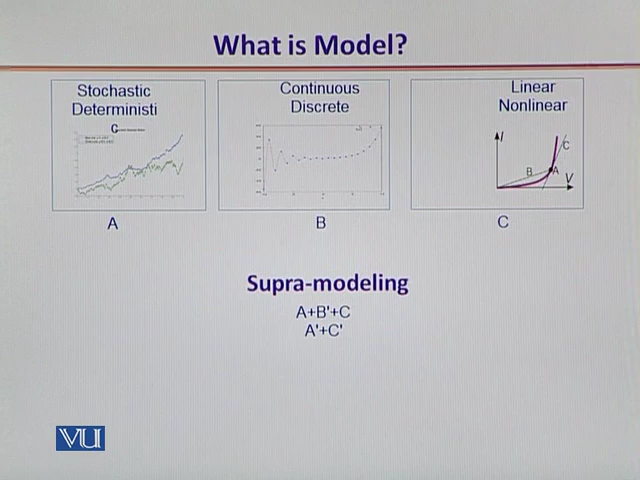 What is Model?
Stochastic
Deterministi
c
Continuous
Discrete
Linear
Nonlinear
I
C
B
A
V
A
B
C
Supra-modeling
A+B'+C
A'+C'
VU